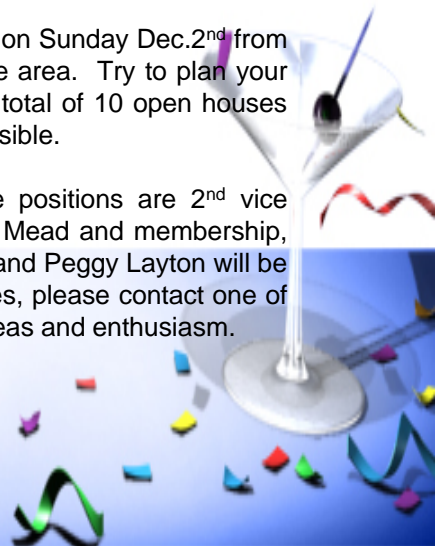 on Sunday Dec.2nd from
e area. Try to plan your
total of 10 open houses
sible.
e positions are 2nd vice
Mead and membership,
and Peggy Layton will be
es, please contact one of
eas and enthusiasm.